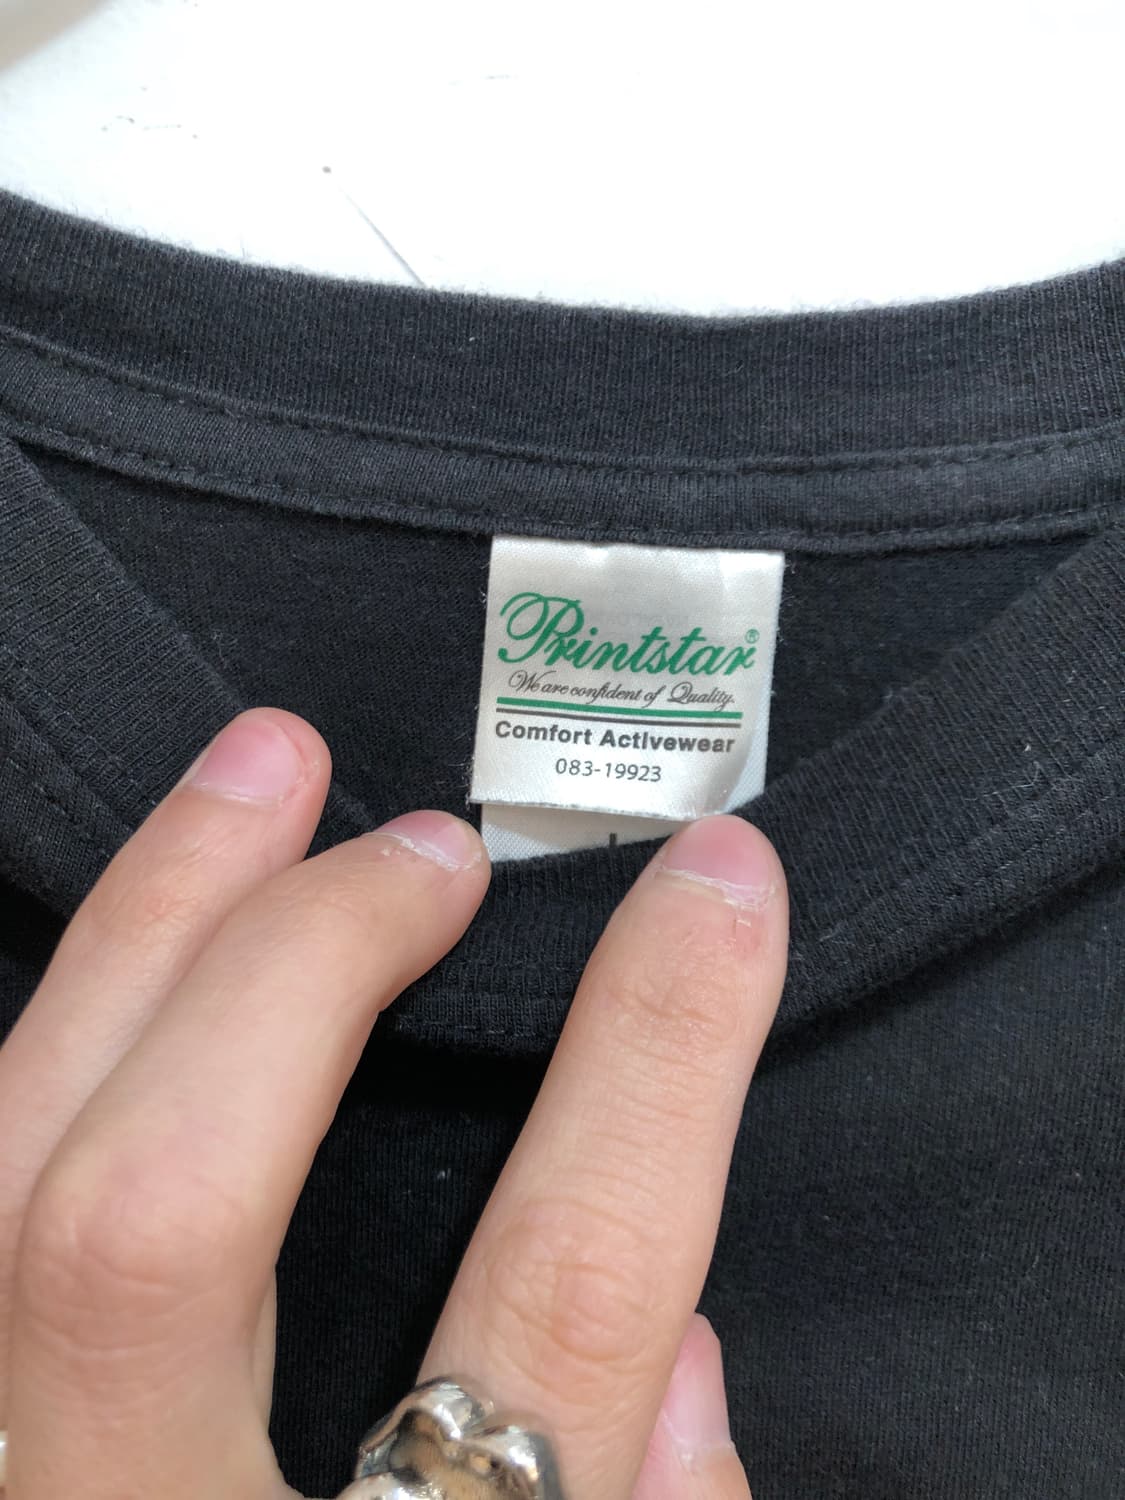 Printstar®
We are confident of Quality.
Comfort Activewear
083-19923